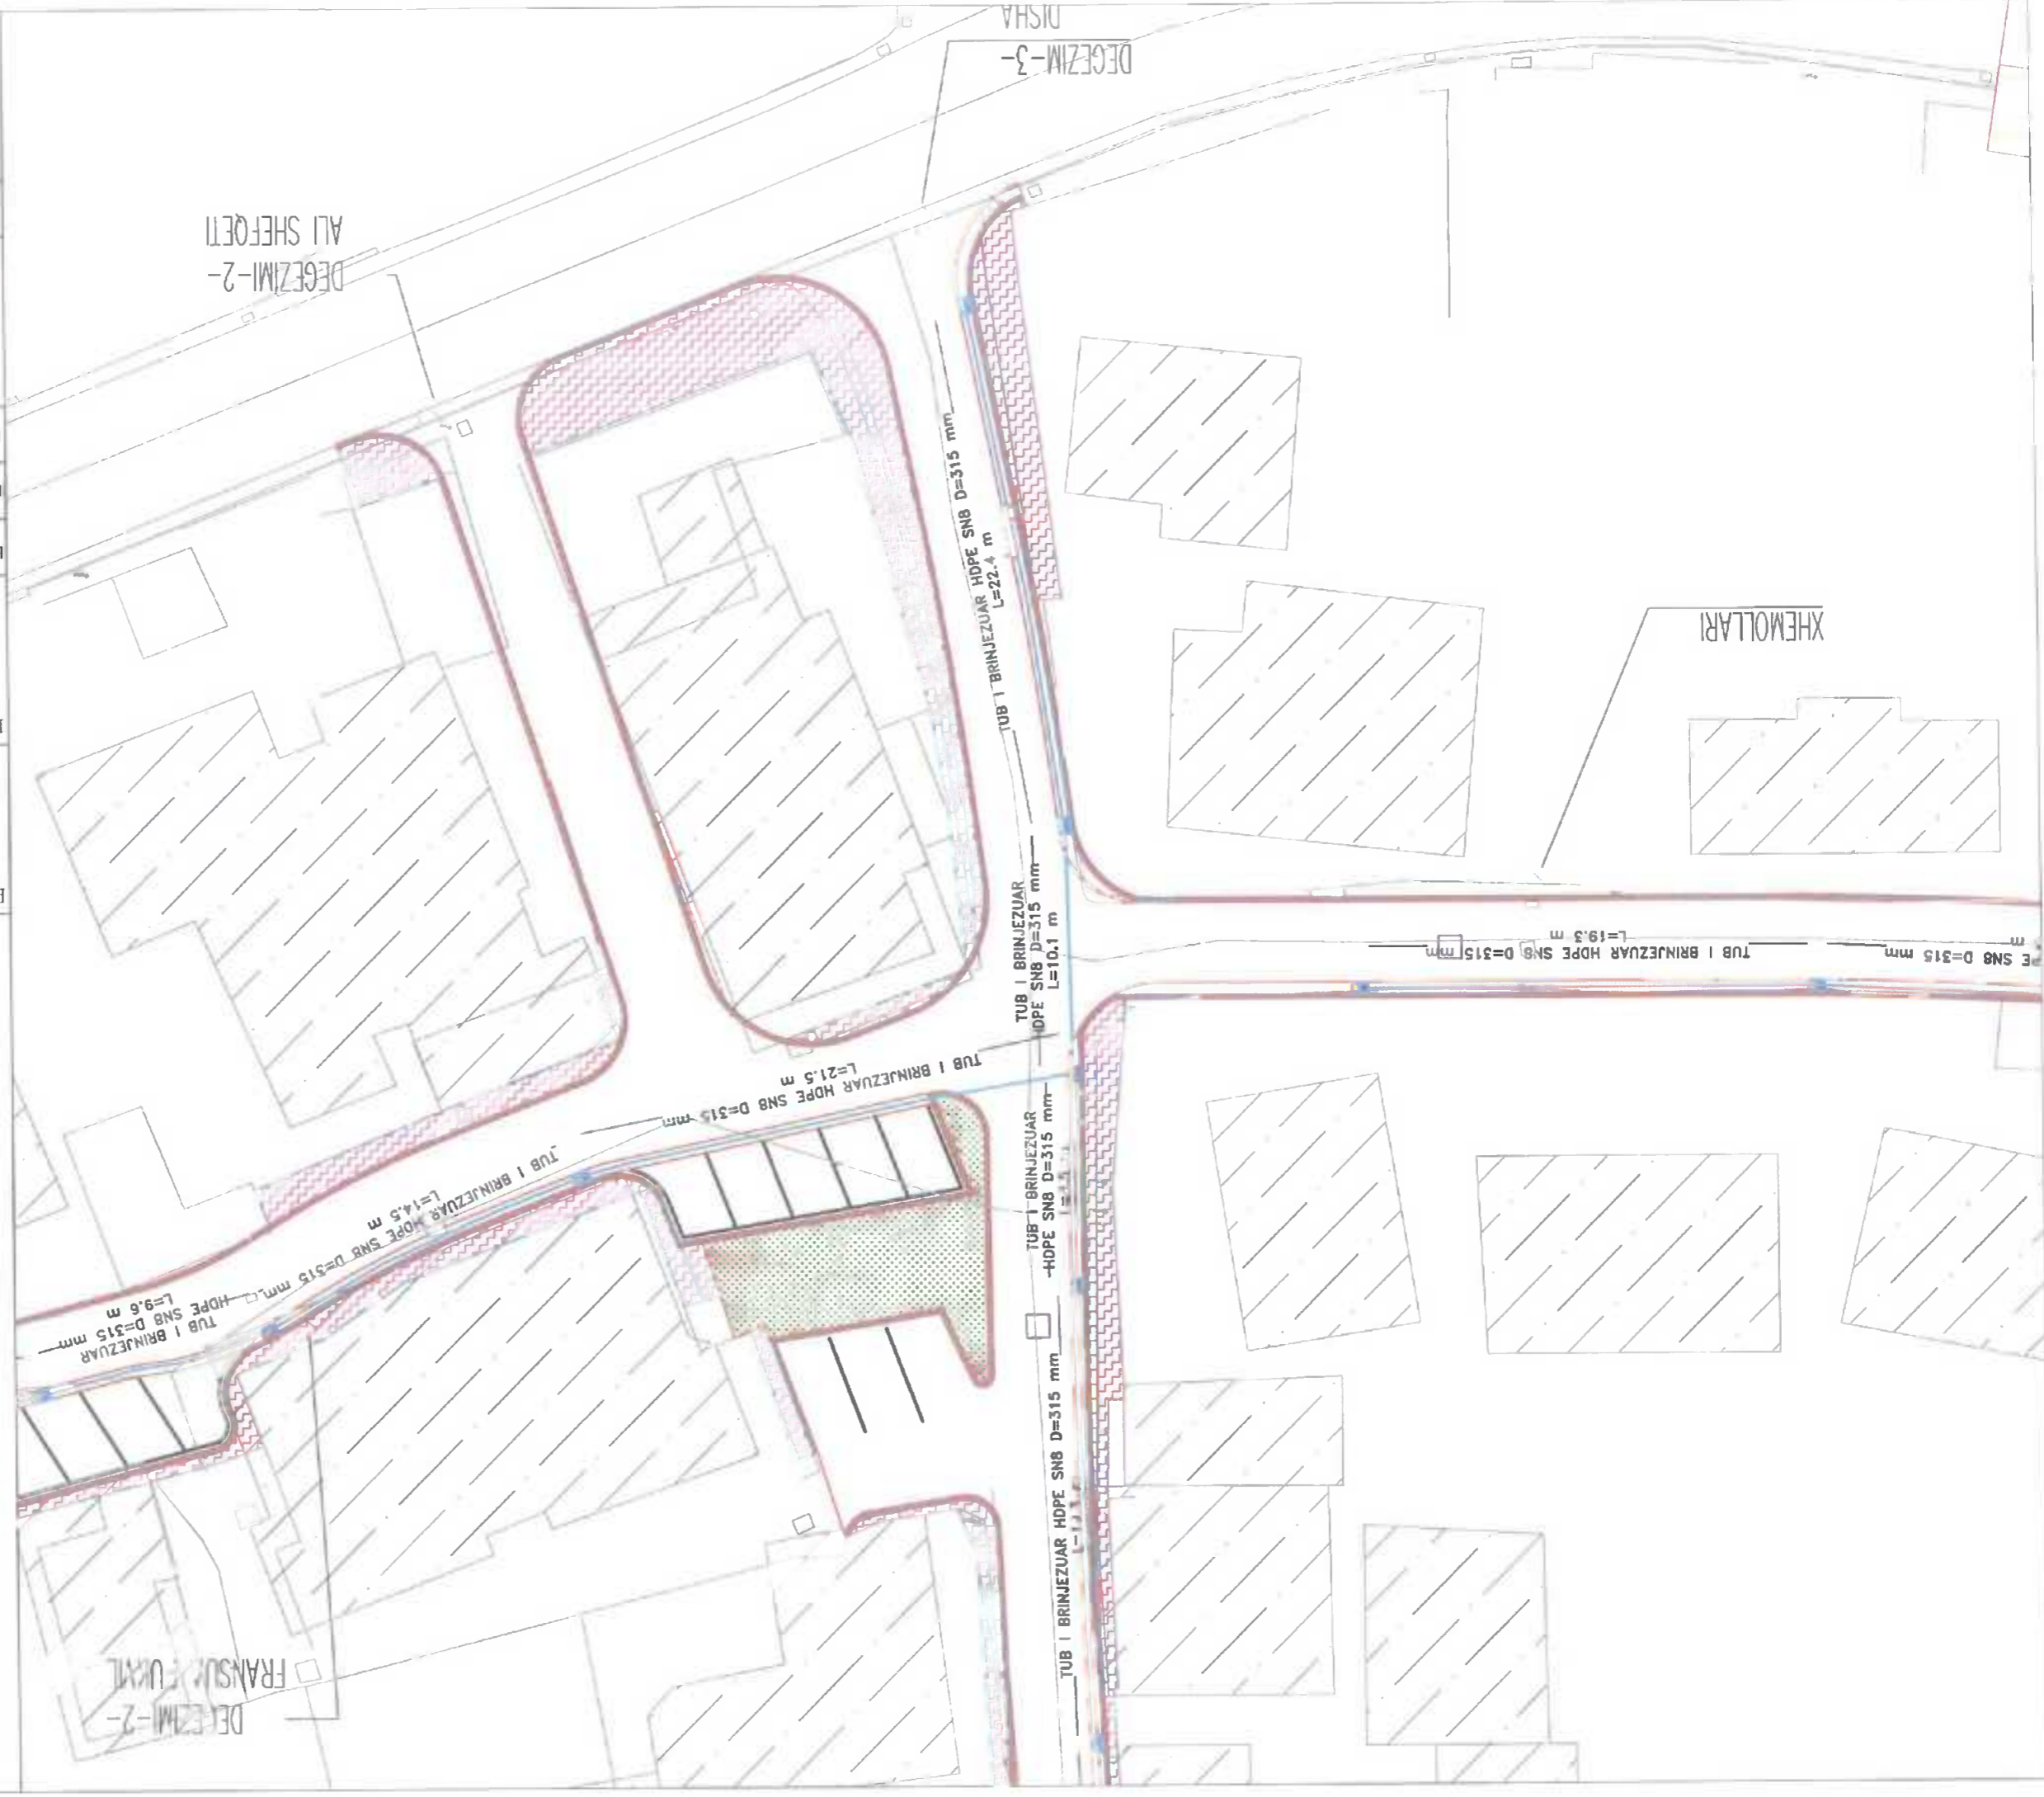 DEGEZIM-3-
DISHA
DEGEZIMI-2-
ALI SHEFQETI
XHEMOLLARI
TUB I BRINJEZUAR HDPE SN8 D=315 mm
L=22.4 m
TUB I BRINJEZUAR
HDPE SN8 D=315 mm
L=10.1 m
TUB I BRINJEZUAR HDPE SN8 D=315 mm
L=19.3 m
PE SN8 D=315 mm
m
TUB I BRINJEZUAR HDPE SN8 D=315 mm
L=21.5 m
TUB I BRINJEZUAR HDPE SN8 D=315 mm
L=14.5 m
TUB I BRINJEZUAR
HDPE SN8 D=315 mm
L=9.6 m
TUB I BRINJEZUAR
HDPE SN8 D=315 mm
TUB I BRINJEZUAR HDPE SN8 D=315 mm
-2-